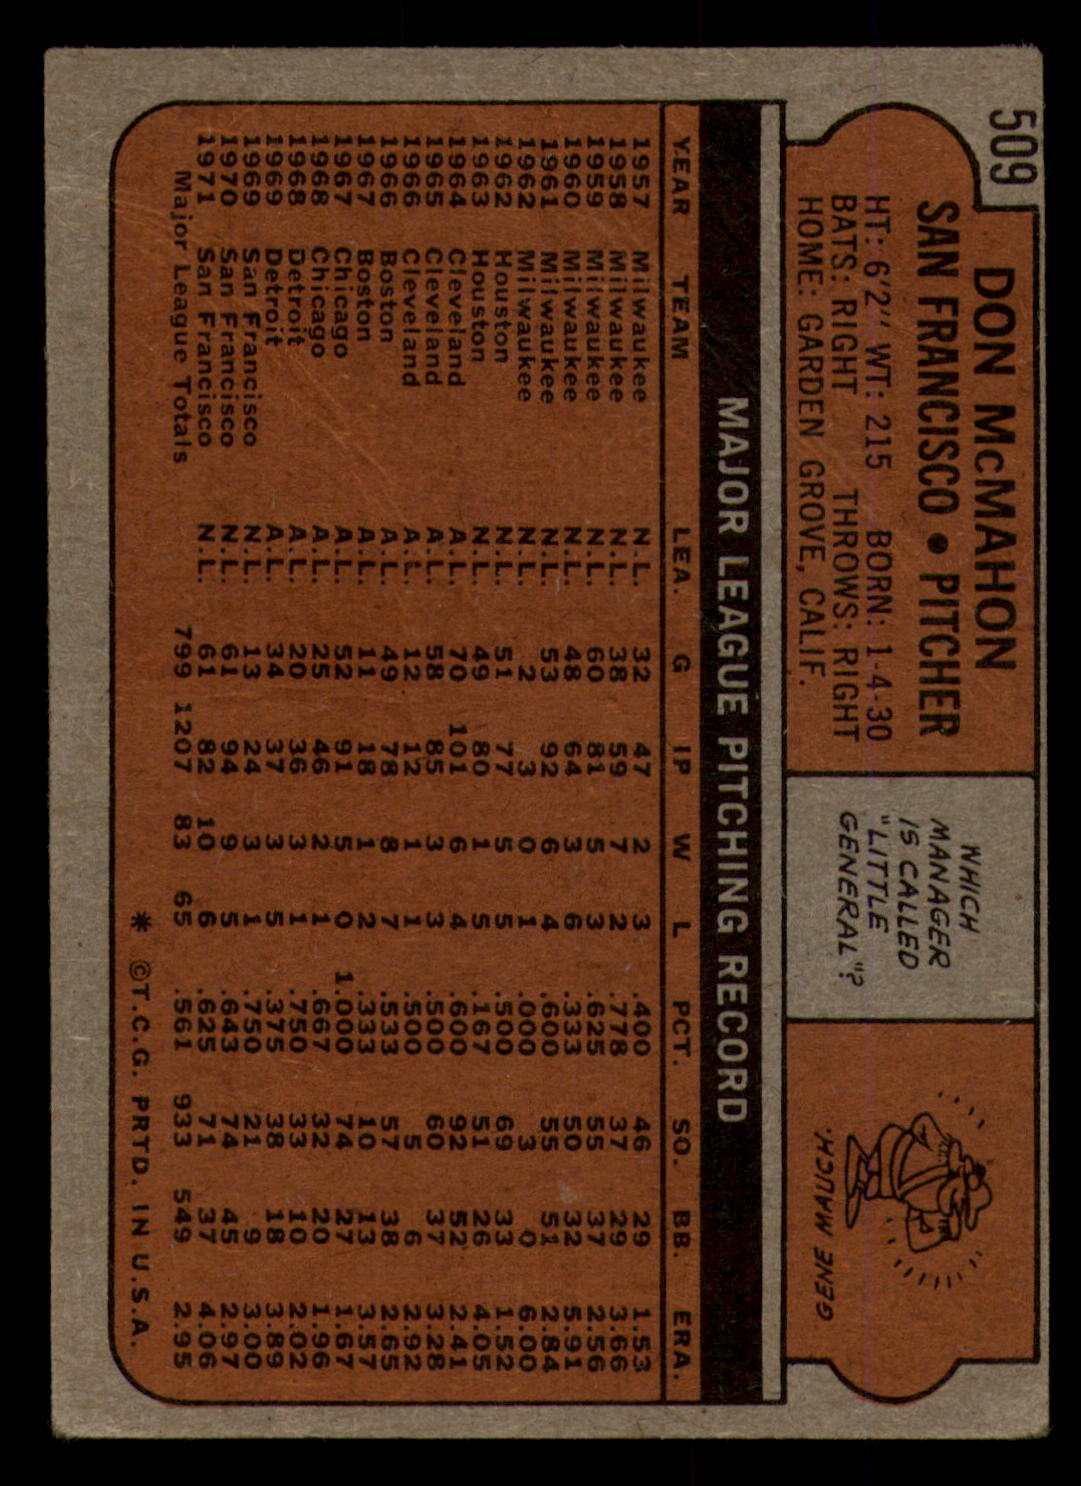 509
DON McMAHON
SAN FRANCISCO • PITCHER
HT: 6'2" WT: 215 BORN: 1-4-30
BATS: RIGHT THROWS: RIGHT
HOME: GARDEN GROVE, CALIF.
WHICH
MANAGER
IS CALLED
"LITTLE
GENERAL"?
GENE MAUCH.
MAJOR LEAGUE PITCHING RECORD
YEAR TEAM LEA. G IP W L PCT. SO. BB. ERA.
1957 Milwaukee N.L. 32 47 2 3 .400 46 29 1.53
1958 Milwaukee N.L. 38 59 7 2 .778 37 29 3.66
1959 Milwaukee N.L. 60 81 5 3 .625 55 37 2.56
1960 Milwaukee N.L. 48 64 3 6 .333 50 32 5.91
1961 Milwaukee N.L. 53 92 6 4 .600 55 51 2.84
1962 Milwaukee N.L. 2 3 0 1 .000 3 0 6.00
1962 Houston N.L. 51 77 5 5 .500 69 33 1.52
1963 Houston N.L. 49 80 1 5 .167 51 26 4.05
1964 Cleveland A.L. 70 101 6 4 .600 92 52 2.41
1965 Cleveland A.L. 58 85 3 3 .500 60 37 3.28
1966 Cleveland A.L. 12 12 1 1 .500 5 6 2.92
1966 Boston A.L. 49 78 8 7 .533 57 38 2.65
1967 Boston A.L. 11 18 1 2 .333 10 13 3.57
1967 Chicago A.L. 52 91 5 0 1.000 74 27 1.67
1968 Chicago A.L. 25 46 2 1 .667 32 20 1.96
1968 Detroit A.L. 20 36 3 1 .750 33 10 2.02
1969 Detroit A.L. 34 37 3 5 .375 38 18 3.89
1969 San Francisco N.L. 13 24 3 1 .750 21 9 3.00
1970 San Francisco N.L. 61 94 9 5 .643 74 45 2.97
1971 San Francisco N.L. 61 82 10 6 .625 71 37 4.06
Major League Totals 799 1207 83 65 .561 933 549 2.95
* ©T.C.G. PRTD. IN U.S.A.